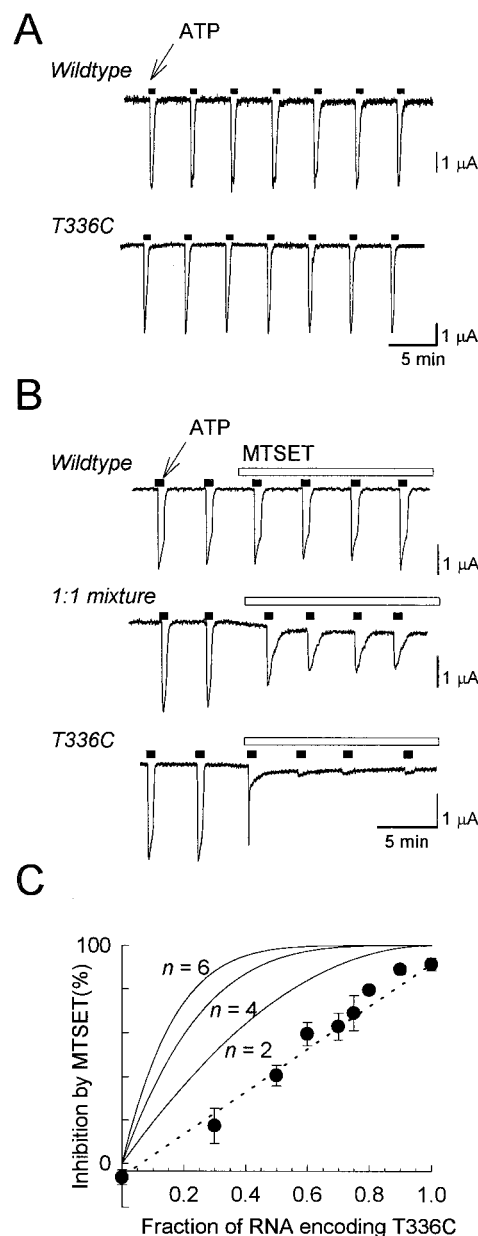 A
ATP
Wildtype
1 µA
T336C
1 µA
5 min
B
ATP
Wildtype
MTSET
1 µA
1:1 mixture
1 µA
T336C
1 µA
5 min
C
100
n = 6
n = 4
n = 2
0
Inhibition by MTSET(%)
0.2 0.4 0.6 0.8 1.0
Fraction of RNA encoding T336C